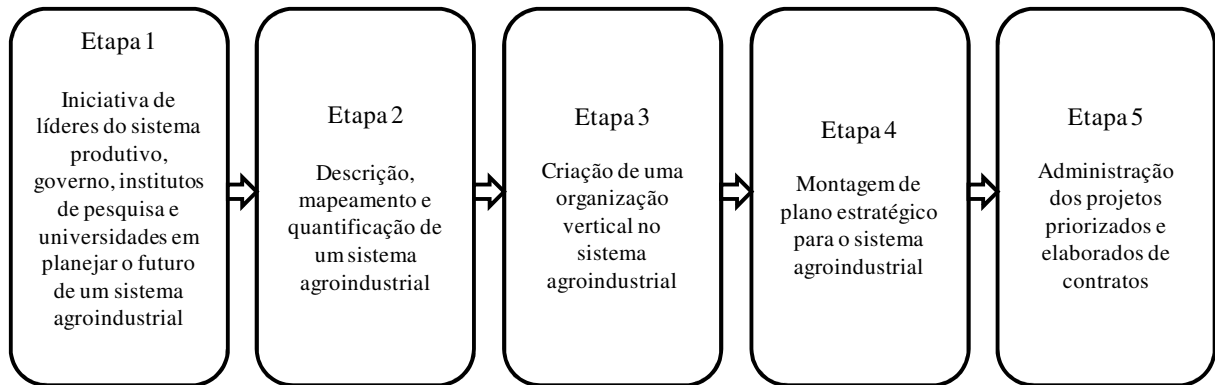 Etapa 1
Iniciativa de
líderes do sistema
produtivo,
governo, institutos
de pesquisa e
universidades em
planejar o futuro
de um sistema
agroindustrial
Etapa 2
Descrição,
mapeamento e
quantificação de
um sistema
agroindustrial
Etapa 3
Criação de uma
organização
vertical no
sistema
agroindustrial
Etapa 4
Montagem de
plano estratégico
para o sistema
agroindustrial
Etapa 5
Administração
dos projetos
priorizados e
elaborados de
contratos